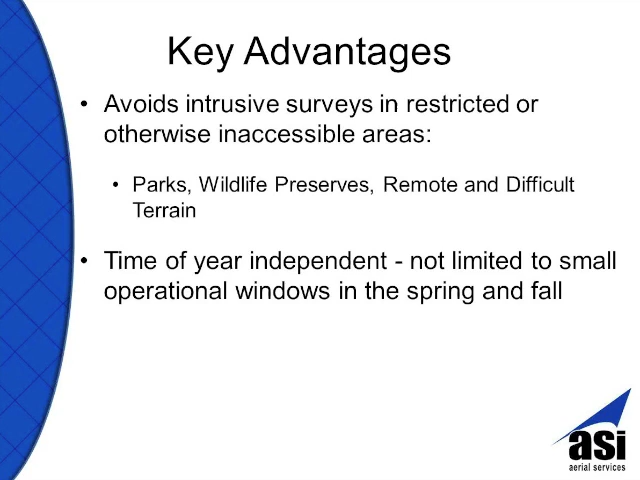 Key Advantages
• Avoids intrusive surveys in restricted or
otherwise inaccessible areas:
• Parks, Wildlife Preserves, Remote and Difficult
Terrain
• Time of year independent - not limited to small
operational windows in the spring and fall
asi
aerial services